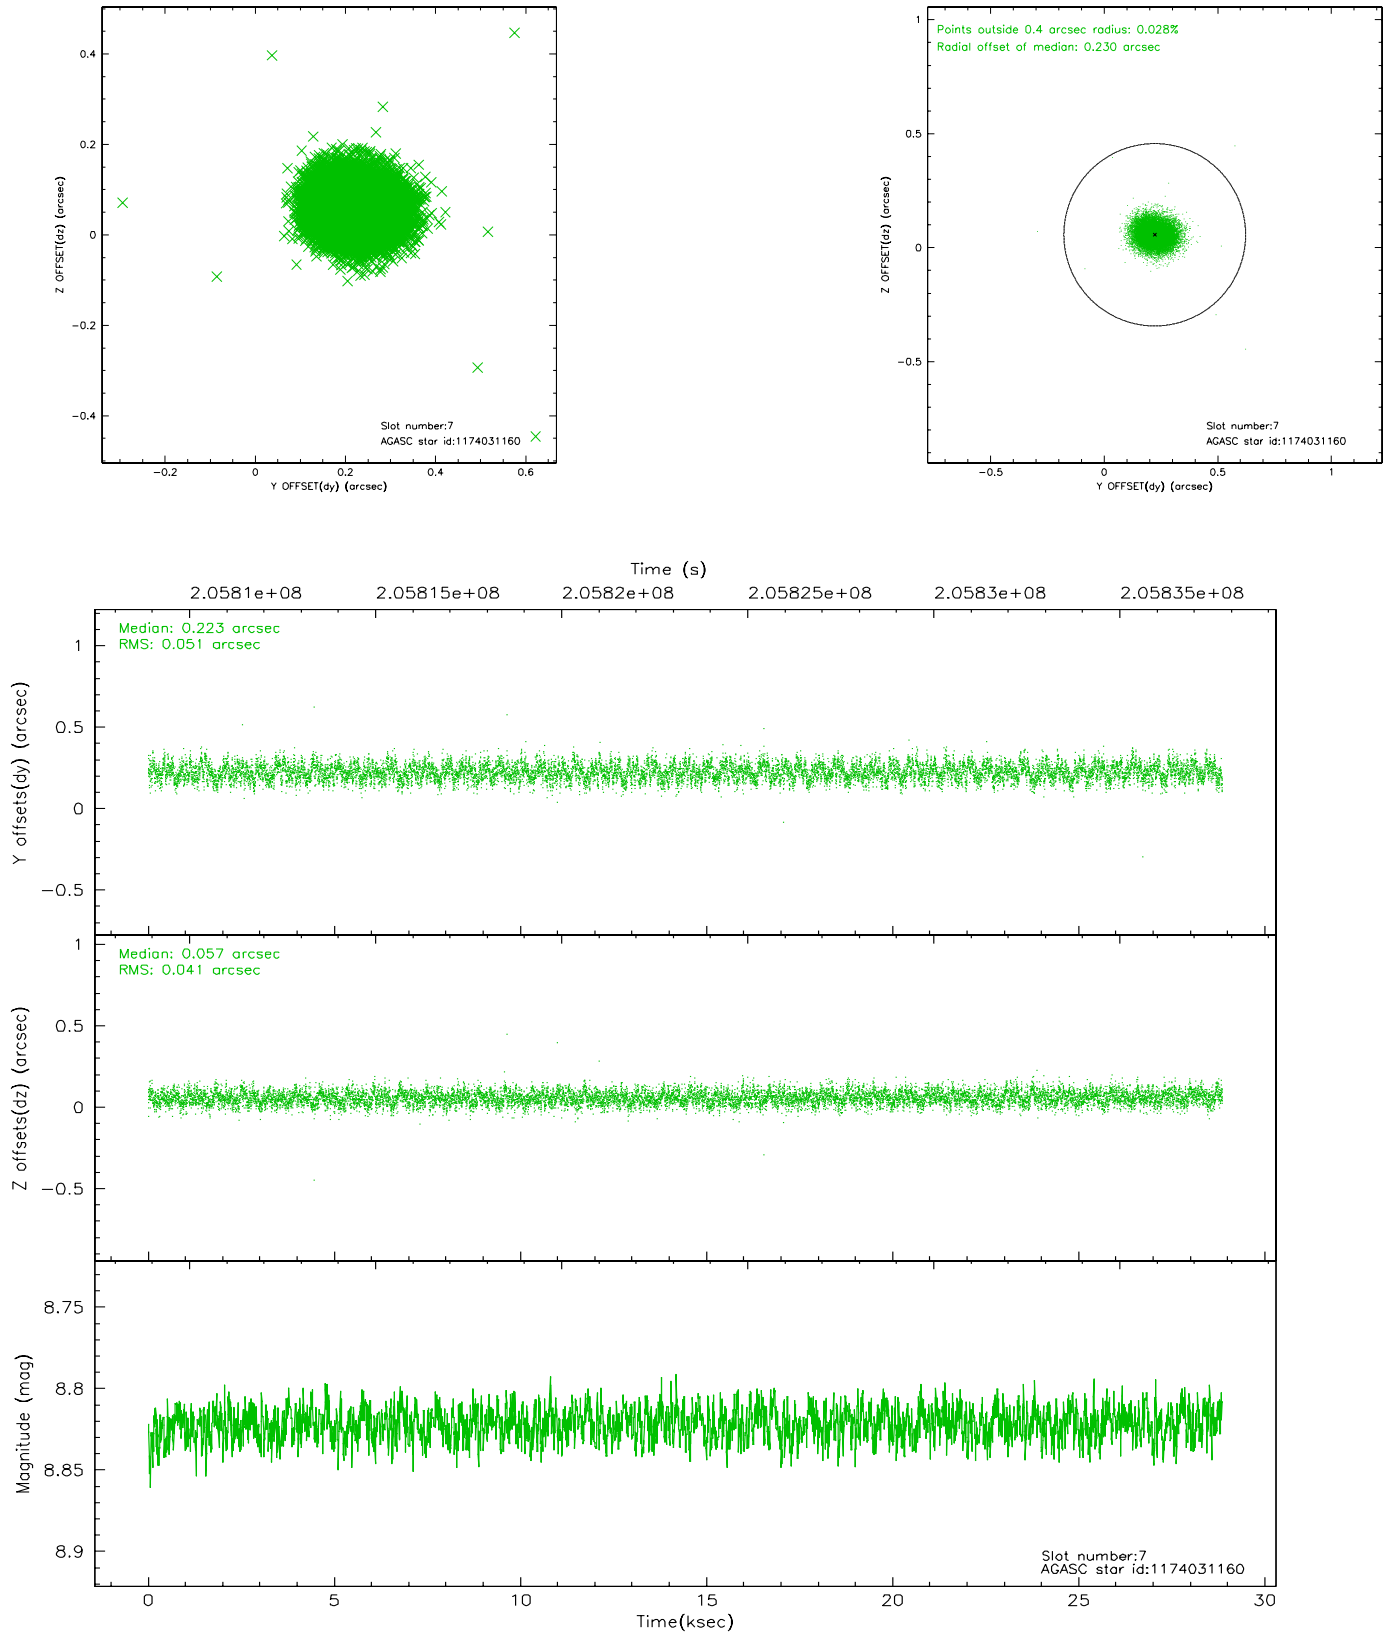 0.4
0.2
0
−0.2
−0.4
Z OFFSET(dz) (arcsec)
Slot number:7
AGASC star id:1174031160
−0.2 0 0.2 0.4 0.6
Y OFFSET(dy) (arcsec)
Points outside 0.4 arcsec radius: 0.028%
Radial offset of median: 0.230 arcsec
1
0.5
0
−0.5
Z OFFSET(dz) (arcsec)
Slot number:7
AGASC star id:1174031160
−0.5 0 0.5 1
Y OFFSET(dy) (arcsec)
Time (s)
2.0581e+08 2.05815e+08 2.0582e+08 2.05825e+08 2.0583e+08 2.05835e+08
Median: 0.223 arcsec
RMS: 0.051 arcsec
1
0.5
0
−0.5
Y offsets(dy) (arcsec)
Median: 0.057 arcsec
RMS: 0.041 arcsec
1
0.5
0
−0.5
Z offsets(dz) (arcsec)
8.75
8.8
8.85
8.9
Magnitude (mag)
Slot number:7
AGASC star id:1174031160
0 5 10 15 20 25 30
Time(ksec)